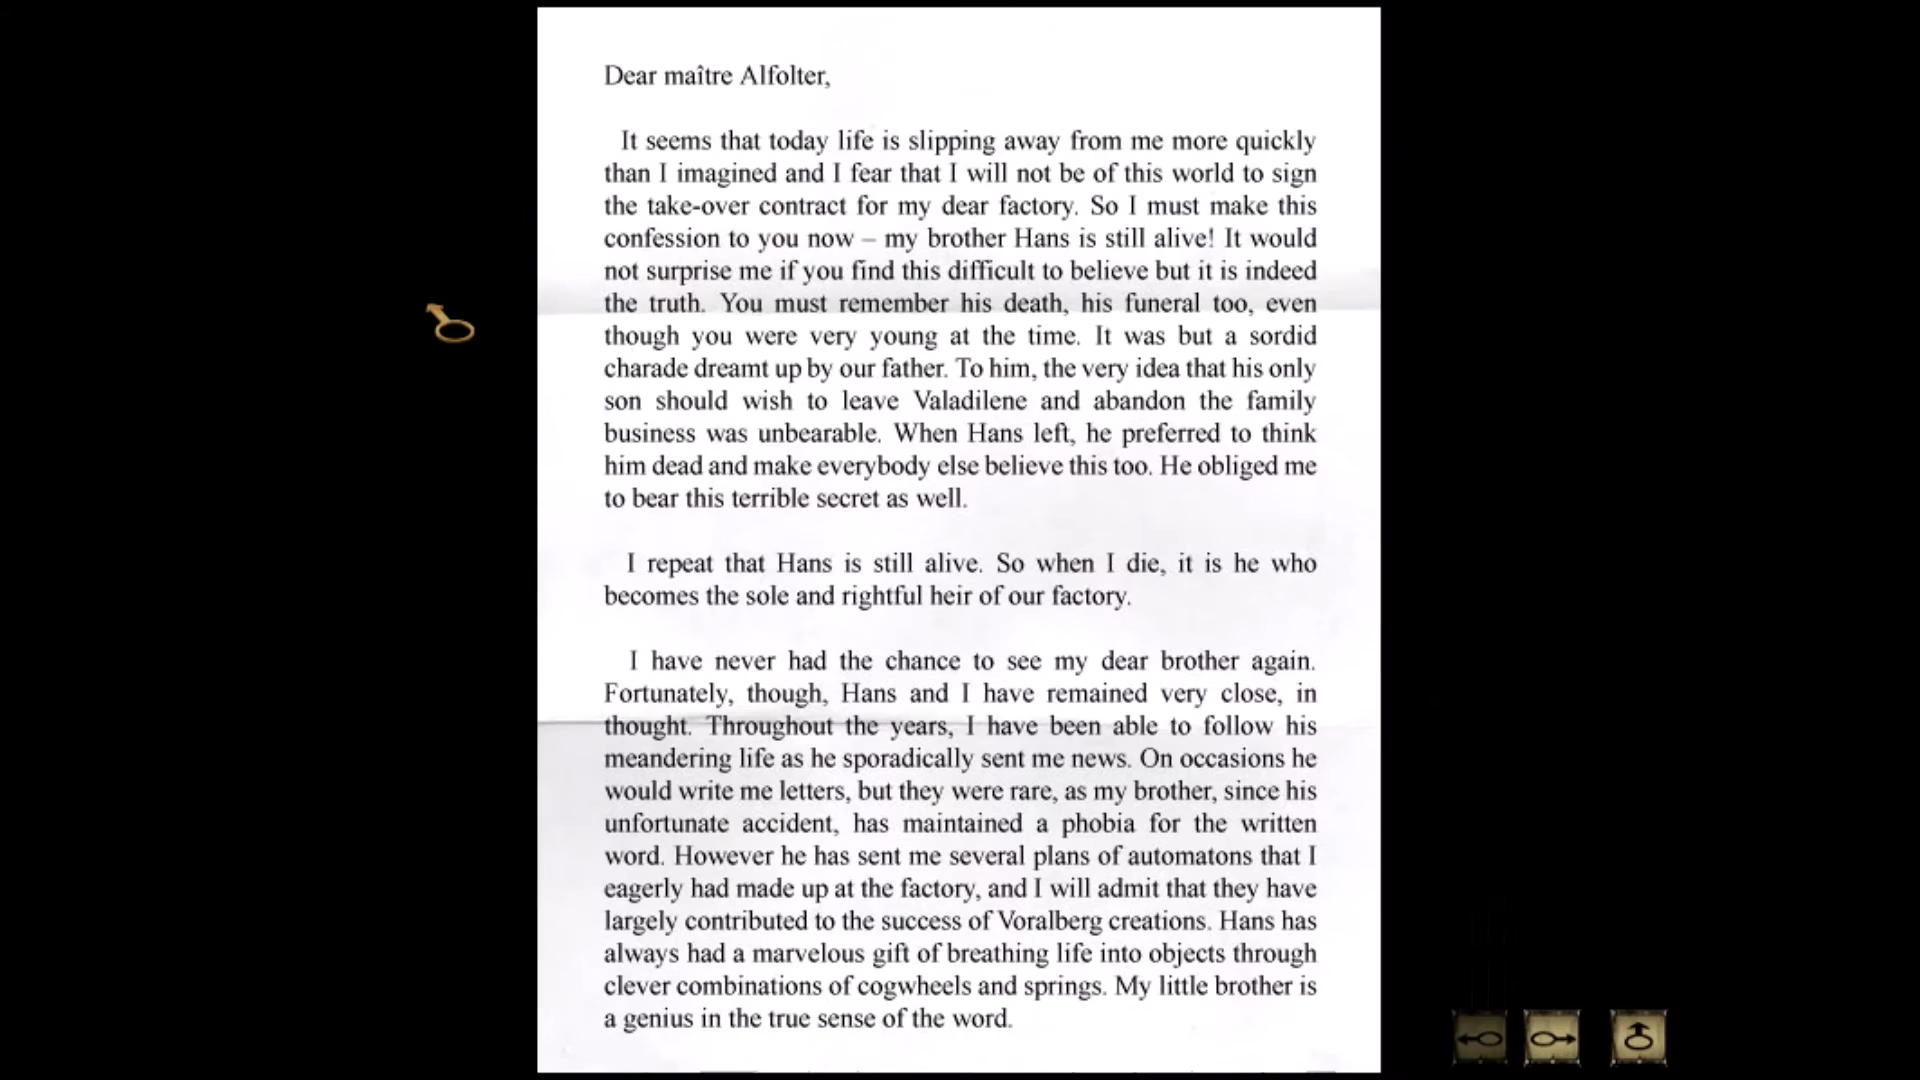 Dear maître Alfolter,
It seems that today life is slipping away from me more quickly
than I imagined and I fear that I will not be of this world to sign
the take-over contract for my dear factory. So I must make this
confession to you now – my brother Hans is still alive! It would
not surprise me if you find this difficult to believe but it is indeed
the truth. You must remember his death, his funeral too, even
though you were very young at the time. It was but a sordid
charade dreamt up by our father. To him, the very idea that his only
son should wish to leave Valadilene and abandon the family
business was unbearable. When Hans left, he preferred to think
him dead and make everybody else believe this too. He obliged me
to bear this terrible secret as well.
I repeat that Hans is still alive. So when I die, it is he who
becomes the sole and rightful heir of our factory.
I have never had the chance to see my dear brother again.
Fortunately, though, Hans and I have remained very close, in
thought. Throughout the years, I have been able to follow his
meandering life as he sporadically sent me news. On occasions he
would write me letters, but they were rare, as my brother, since his
unfortunate accident, has maintained a phobia for the written
word. However he has sent me several plans of automatons that I
eagerly had made up at the factory, and I will admit that they have
largely contributed to the success of Voralberg creations. Hans has
always had a marvelous gift of breathing life into objects through
clever combinations of cogwheels and springs. My little brother is
a genius in the true sense of the word.